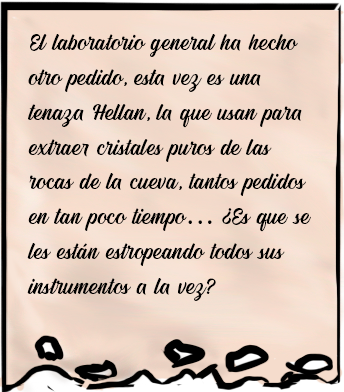 El laboratorio general ha hecho
otro pedido, esta vez es una
tenaza Hellan, la que usan para
extraer cristales puros de las
rocas de la cueva, tantos pedidos
en tan poco tiempo... ¿Es que se
les están estropeando todos sus
instrumentos a la vez?